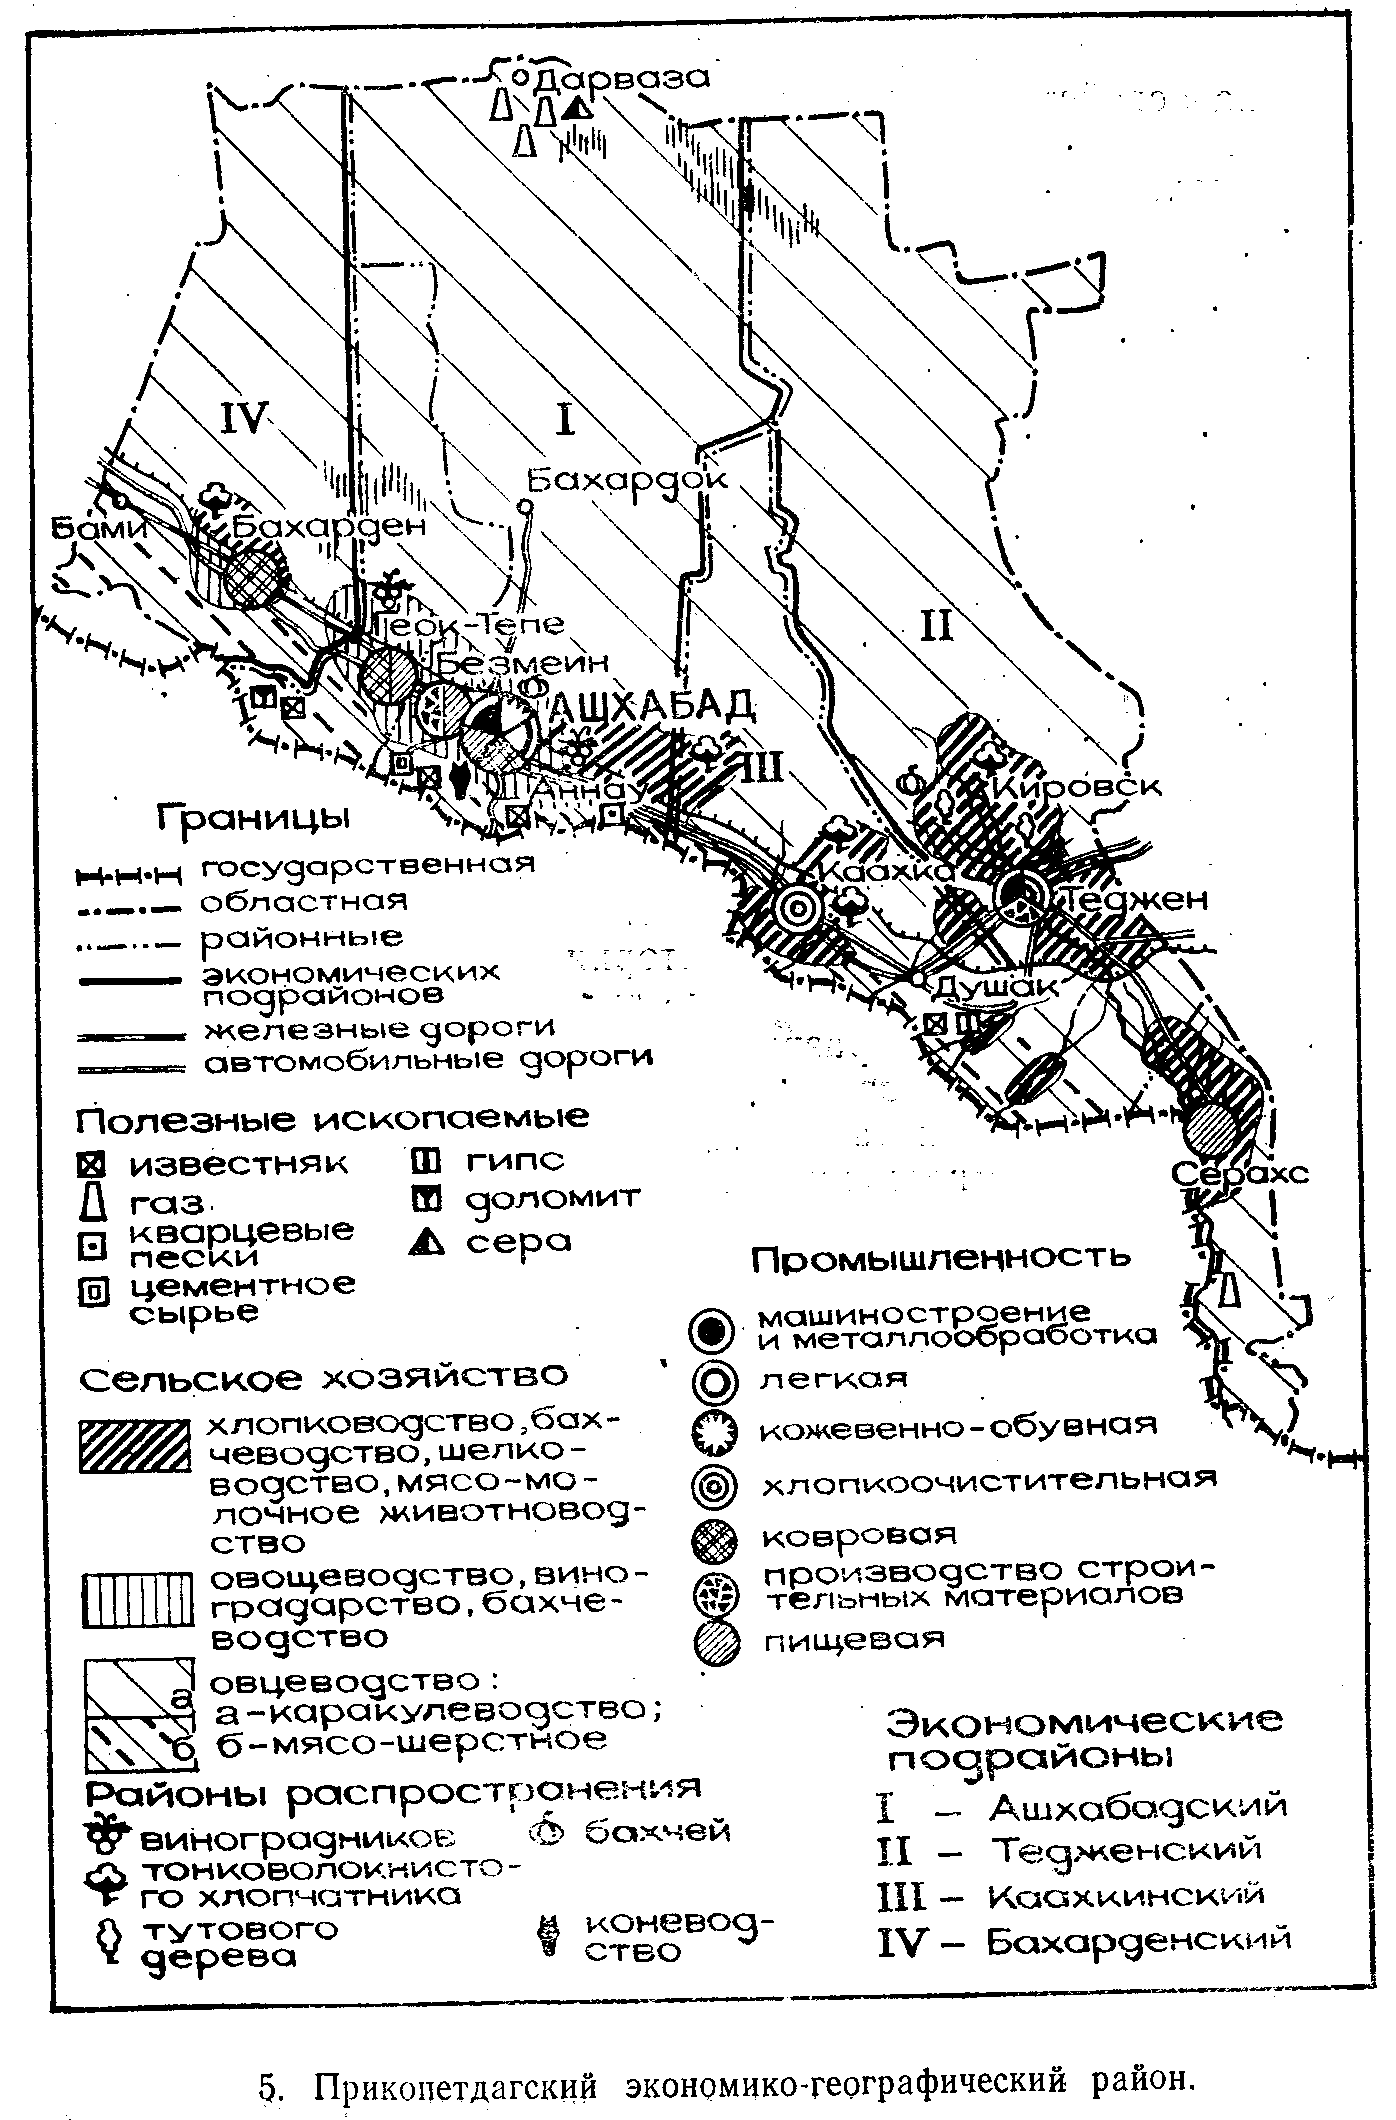 Дарваза
IV
I
Бахардок
Бами
Бахарден
Геок-Тепе
Безмеин
АШХАБАД
II
III
Аннау
Кировск
Каахка
Теджен
Душак
Серахс
Границы
государственная
областная
районные
экономических
подрайонов
железные дороги
автомобильные дороги
Полезные ископаемые
известняк
гипс
газ
доломит
кварцевые
пески
сера
цементное
сырье
Сельское хозяйство
хлопководство, бах-
чеводство, шелко-
водство, мясо-мо-
лочное животновод-
ство
овощеводство, вино-
градарство, бахче-
водство
а
б
овцеводство:
а-каракулеводство;
б-мясо-шерстное
Районы распространения
виноградников
бахчей
тонковолокнисто-
го хлопчатника
тутового
дерева
коневод-
ство
Промышленность
машиностроение
и металлообработка
легкая
кожевенно-обувная
хлопкоочистительная
ковровая
производство строи-
тельных материалов
пищевая
Экономические
подрайоны
I – Ашхабадский
II – Тедженский
III – Каахкинский
IV – Бахарденский
5. Прикопетдагский экономико-географический район.